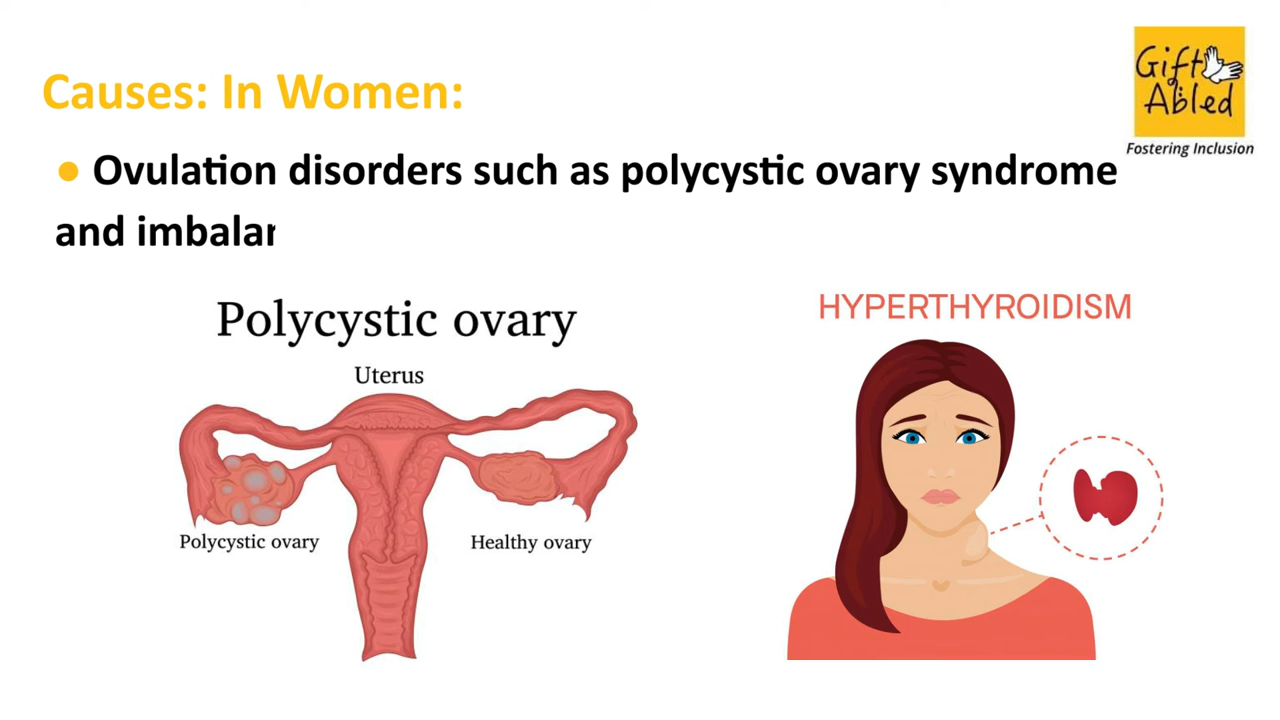 Gift
Abled
Fostering Inclusion
Causes: In Women:
● Ovulation disorders such as polycystic ovary syndrome
and
Polycystic ovary
Uterus
Polycystic ovary
Healthy ovary
HYPERTHYROIDISM